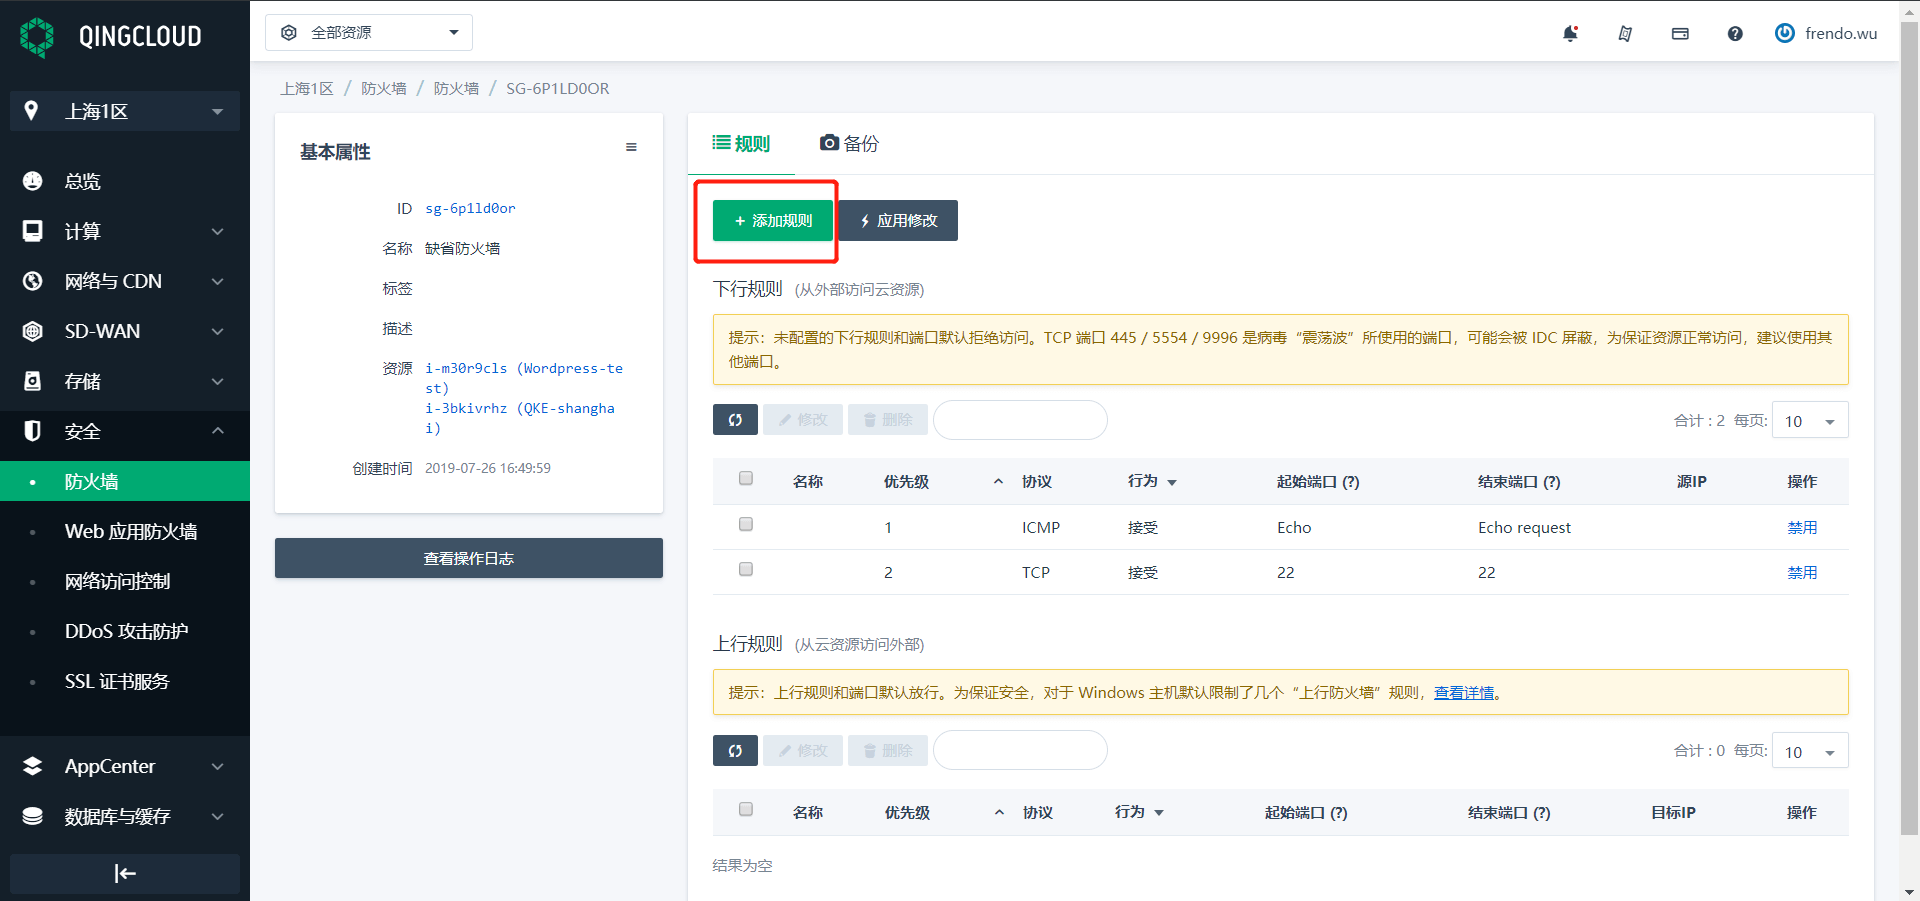 QINGCLOUD
全部资源
frendo.wu
上海1区
总览
计算
网络与 CDN
SD-WAN
存储
安全
防火墙
Web 应用防火墙
网络访问控制
DDoS 攻击防护
SSL 证书服务
AppCenter
数据库与缓存
上海1区 / 防火墙 / 防火墙 / SG-6P1LD0OR
基本属性
ID sg-6p1ld0or
名称 缺省防火墙
标签
描述
资源 i-m30r9cls (Wordpress-te
st)
i-3bkivrhz (QKE-shangha
i)
创建时间 2019-07-26 16:49:59
查看操作日志
规则 备份
+ 添加规则 应用修改
下行规则 (从外部访问云资源)
提示：未配置的下行规则和端口默认拒绝访问。TCP 端口 445 / 5554 / 9996 是病毒“震荡波”所使用的端口，可能会被 IDC 屏蔽，为保证资源正常访问，建议使用其
他端口。
修改 删除 合计 : 2 每页: 10
名称 优先级 协议 行为 起始端口 (?) 结束端口 (?) 源IP 操作
1 ICMP 接受 Echo Echo request 禁用
2 TCP 接受 22 22 禁用
上行规则 (从云资源访问外部)
提示：上行规则和端口默认放行。为保证安全，对于 Windows 主机默认限制了几个“上行防火墙”规则，查看详情。
修改 删除 合计 : 0 每页: 10
名称 优先级 协议 行为 起始端口 (?) 结束端口 (?) 目标IP 操作
结果为空